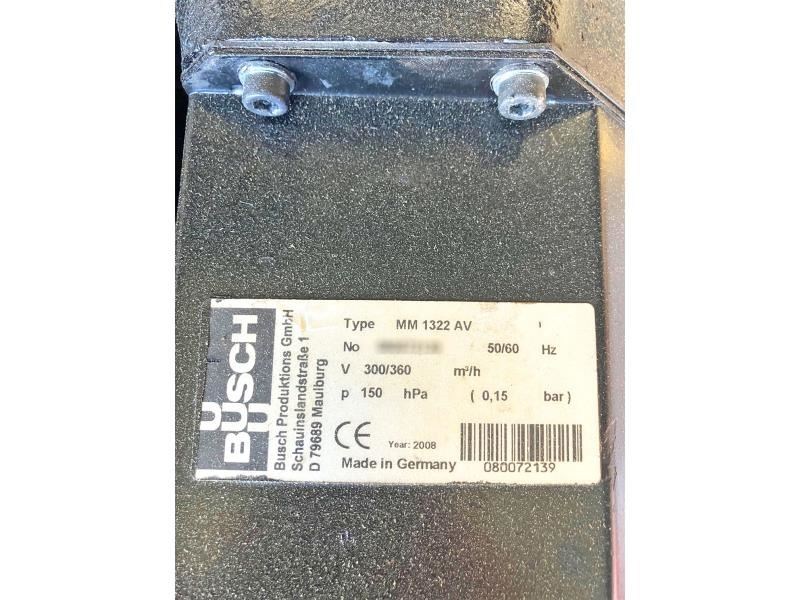 BUSCH
Busch Produktions GmbH
Schauinslandstraße 1
D 79689 Maulburg
Type MM 1322 AV
No 50/60 Hz
V 300/360 m³/h
p 150 hPa ( 0,15 bar )
CE Year: 2008
Made in Germany
080072139